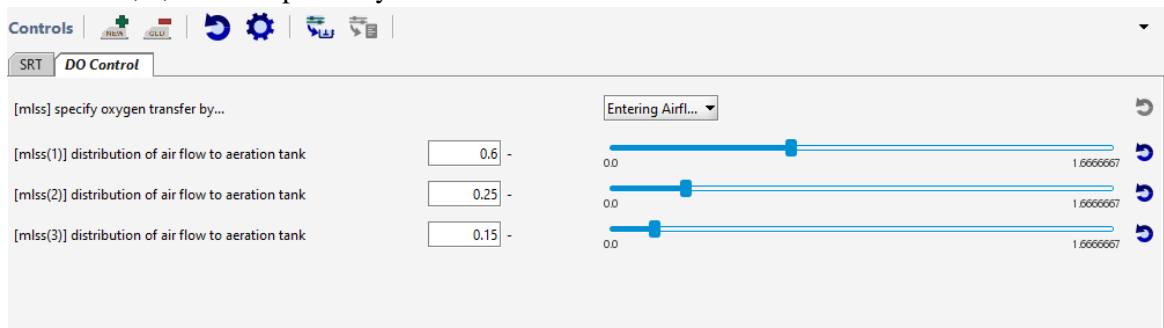 Controls NEW GLU
SRT DO Control
[mlss] specify oxygen transfer by... Entering Airfl...
[mlss(1)] distribution of air flow to aeration tank 0.6 - 0.0 1.6666667
[mlss(2)] distribution of air flow to aeration tank 0.25 - 0.0 1.6666667
[mlss(3)] distribution of air flow to aeration tank 0.15 - 0.0 1.6666667